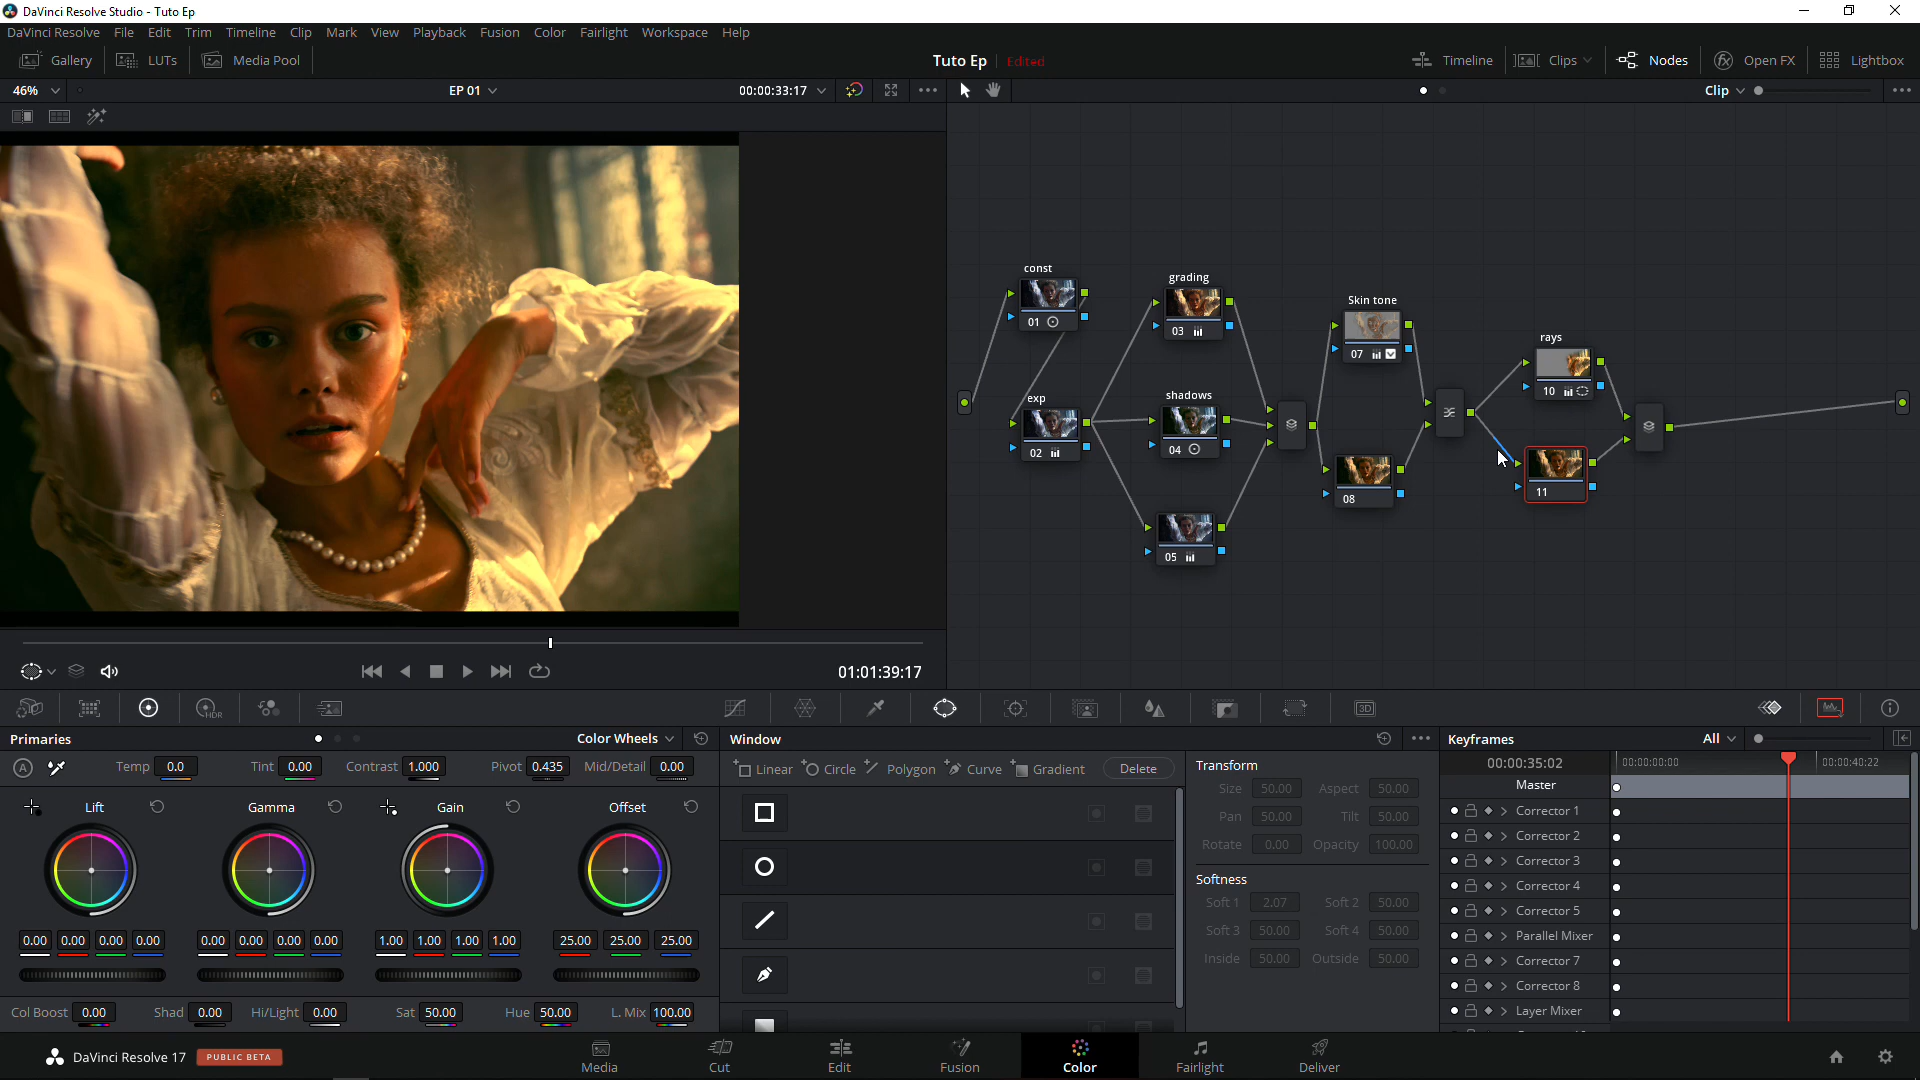 DaVinci Resolve Studio - Tuto Ep
DaVinci Resolve File Edit Trim Timeline Clip Mark View Playback Fusion Color Fairlight Workspace Help
Gallery LUTs Media Pool Tuto Ep Edited Timeline Clips Nodes Open FX Lightbox
46% EP 01 00:00:33:17 Clip
const
01
grading
03
Skin tone
07
rays
10
exp
02
shadows
04
08
11
05
01:01:39:17
HDR
3D
Primaries Color Wheels
A Temp 0.0 Tint 0.00 Contrast 1.000 Pivot 0.435 Mid/Detail 0.00
Lift Gamma Gain Offset
0.00 0.00 0.00 0.00 0.00 0.00 0.00 0.00 1.00 1.00 1.00 1.00 25.00 25.00 25.00
Col Boost 0.00 Shad 0.00 Hi/Light 0.00 Sat 50.00 Hue 50.00 L. Mix 100.00
Window
Linear Circle Polygon Curve Gradient Delete
Transform
Size 50.00 Aspect 50.00
Pan 50.00 Tilt 50.00
Rotate 0.00 Opacity 100.00
Softness
Soft 1 2.07 Soft 2 50.00
Soft 3 50.00 Soft 4 50.00
Inside 50.00 Outside 50.00
Keyframes All
00:00:35:02 00:00:00:00 00:00:40:22
Master
Corrector 1
Corrector 2
Corrector 3
Corrector 4
Corrector 5
Parallel Mixer
Corrector 7
Corrector 8
Layer Mixer
DaVinci Resolve 17 PUBLIC BETA
Media Cut Edit Fusion Color Fairlight Deliver